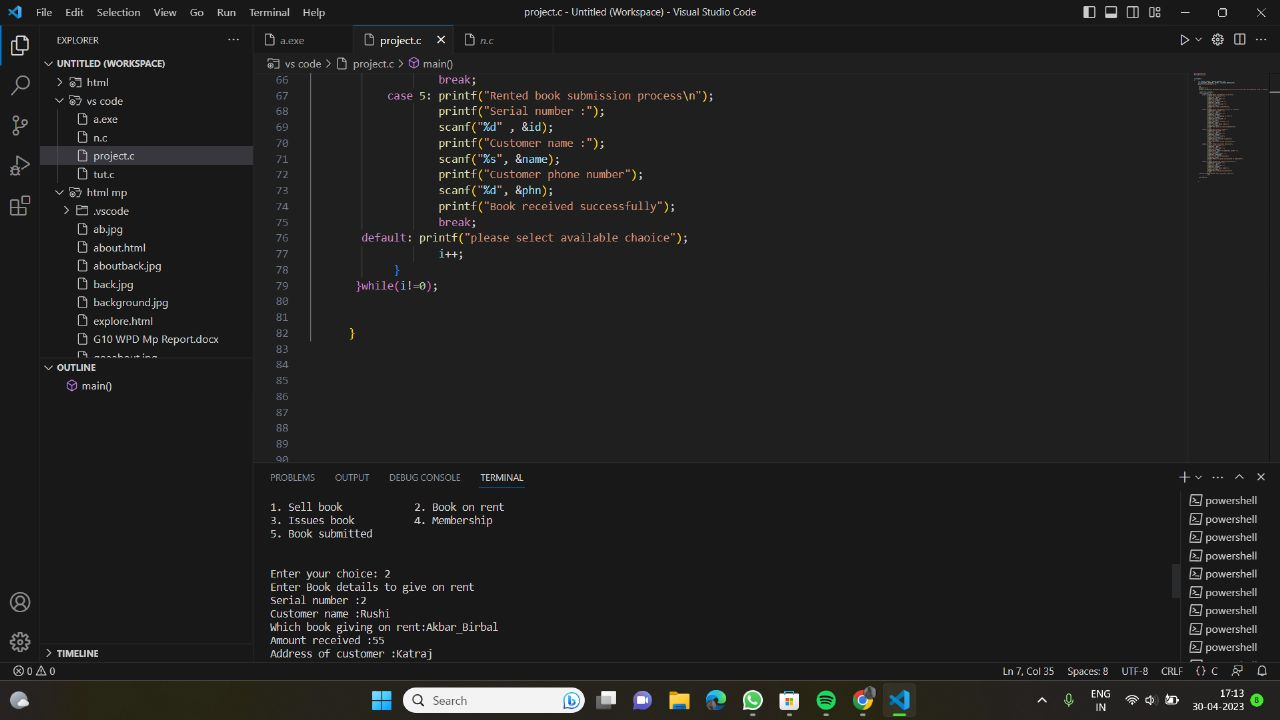 File Edit Selection View Go Run Terminal Help project.c - Untitled (Workspace) - Visual Studio Code
EXPLORER ... a.exe project.c n.c
UNTITLED (WORKSPACE) vs code > project.c > main()
html
vs code
a.exe
n.c
project.c
tut.c
html mp
.vscode
ab.jpg
about.html
aboutback.jpg
back.jpg
background.jpg
explore.html
G10 WPD Mp Report.docx
OUTLINE
main()
TIMELINE
66 break;
67 case 5: printf("Rented book submission process\n");
68 printf("Serial number :");
69 scanf("%d" , &id);
70 printf("Customer name :");
71 scanf("%s", &name);
72 printf("Customer phone number");
73 scanf("%d", &phn);
74 printf("Book received successfully");
75 break;
76 default: printf("please select available chaoice");
77 i++;
78 }
79 }while(i!=0);
80
81
82 }
83
84
85
86
87
88
89
90
PROBLEMS OUTPUT DEBUG CONSOLE TERMINAL
1. Sell book 2. Book on rent
3. Issues book 4. Membership
5. Book submitted
Enter your choice: 2
Enter Book details to give on rent
Serial number :2
Customer name :Rushi
Which book giving on rent:Akbar_Birbal
Amount received :55
Address of customer :Katraj
powershell
powershell
powershell
powershell
powershell
powershell
powershell
powershell
powershell
0 0 Ln 7, Col 35 Spaces: 8 UTF-8 CRLF {} C
Search ENG IN 17:13 30-04-2023 8